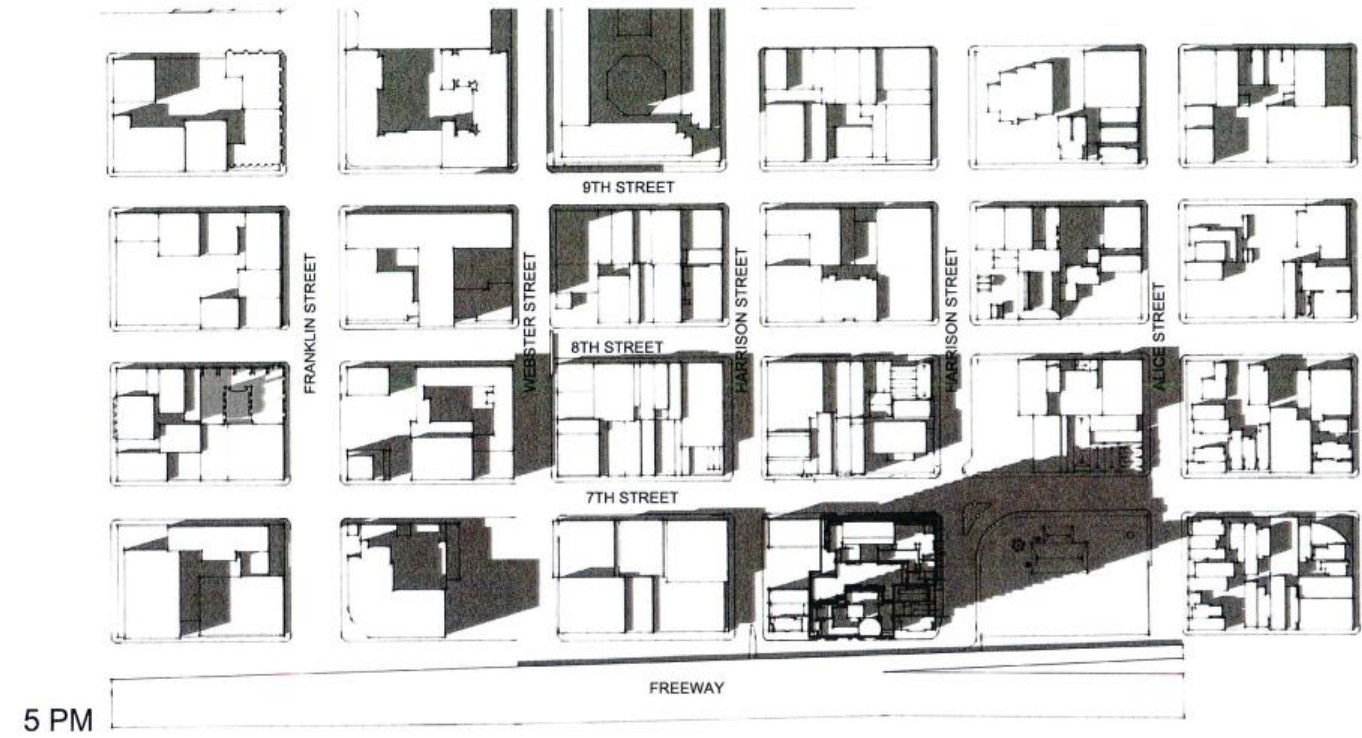 9TH STREET
FRANKLIN STREET
WEBSTER STREET
HARRISON STREET
HARRISON STREET
ALICE STREET
8TH STREET
7TH STREET
FREEWAY
5 PM